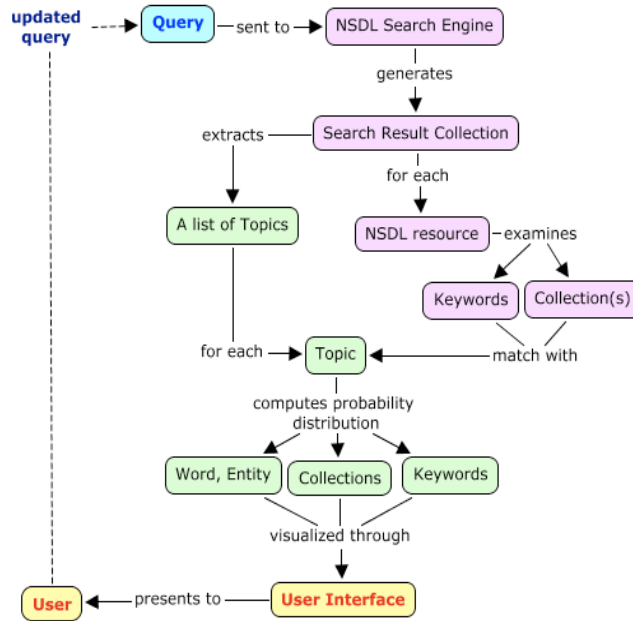 updated
query
Query
sent to
NSDL Search Engine
generates
extracts
Search Result Collection
for each
A list of Topics
NSDL resource
examines
Keywords
Collection(s)
for each
Topic
match with
computes probability
distribution
Word, Entity
Collections
Keywords
visualized through
User
presents to
User Interface